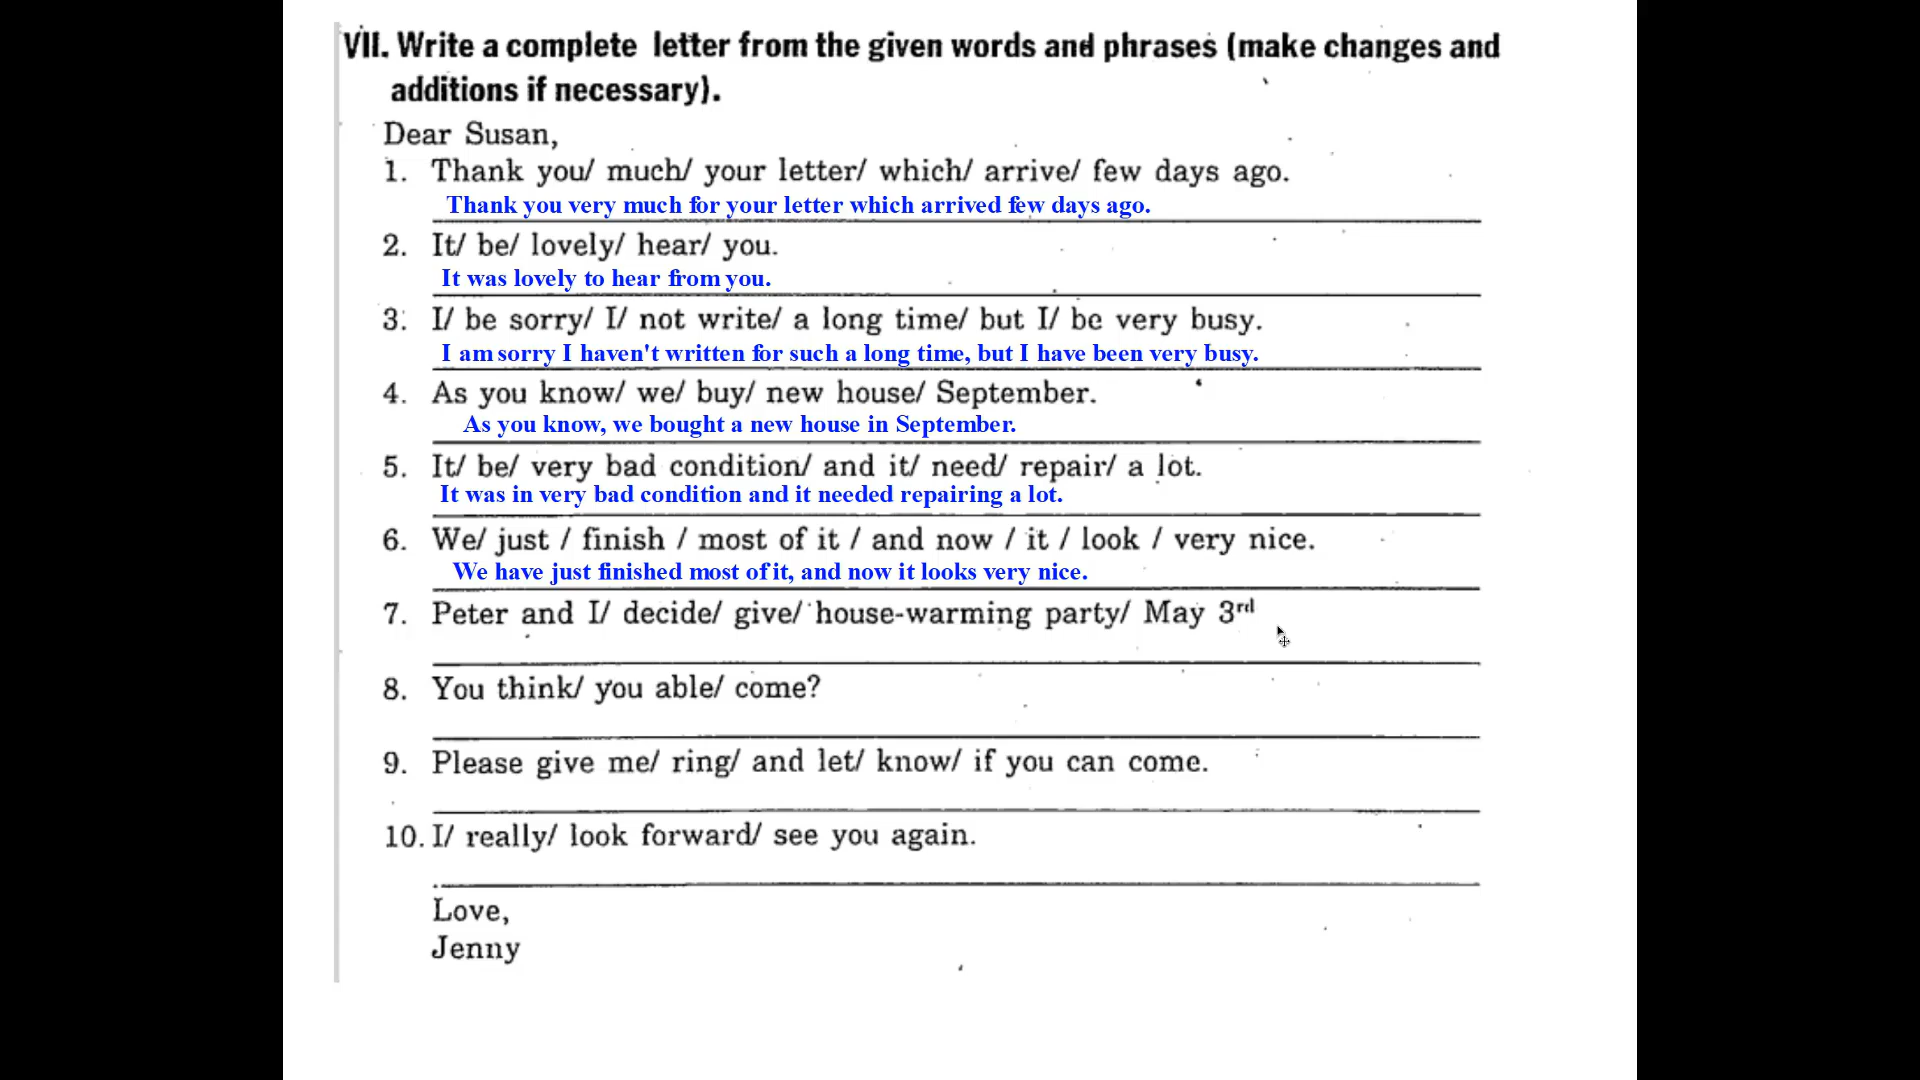 VII. Write a complete letter from the given words and phrases (make changes and
additions if necessary).
Dear Susan,
1. Thank you/ much/ your letter/ which/ arrive/ few days ago.
Thank you very much for your letter which arrived few days ago.
2. It/ be/ lovely/ hear/ you.
It was lovely to hear from you.
3. I/ be sorry/ I/ not write/ a long time/ but I/ be very busy.
I am sorry I haven't written for such a long time, but I have been very busy.
4. As you know/ we/ buy/ new house/ September.
As you know, we bought a new house in September.
5. It/ be/ very bad condition/ and it/ need/ repair/ a lot.
It was in very bad condition and it needed repairing a lot.
6. We/ just / finish / most of it / and now / it / look / very nice.
We have just finished most of it, and now it looks very nice.
7. Peter and I/ decide/ give/ house-warming party/ May 3rd
8. You think/ you able/ come?
9. Please give me/ ring/ and let/ know/ if you can come.
10. I/ really/ look forward/ see you again.
Love,
Jenny